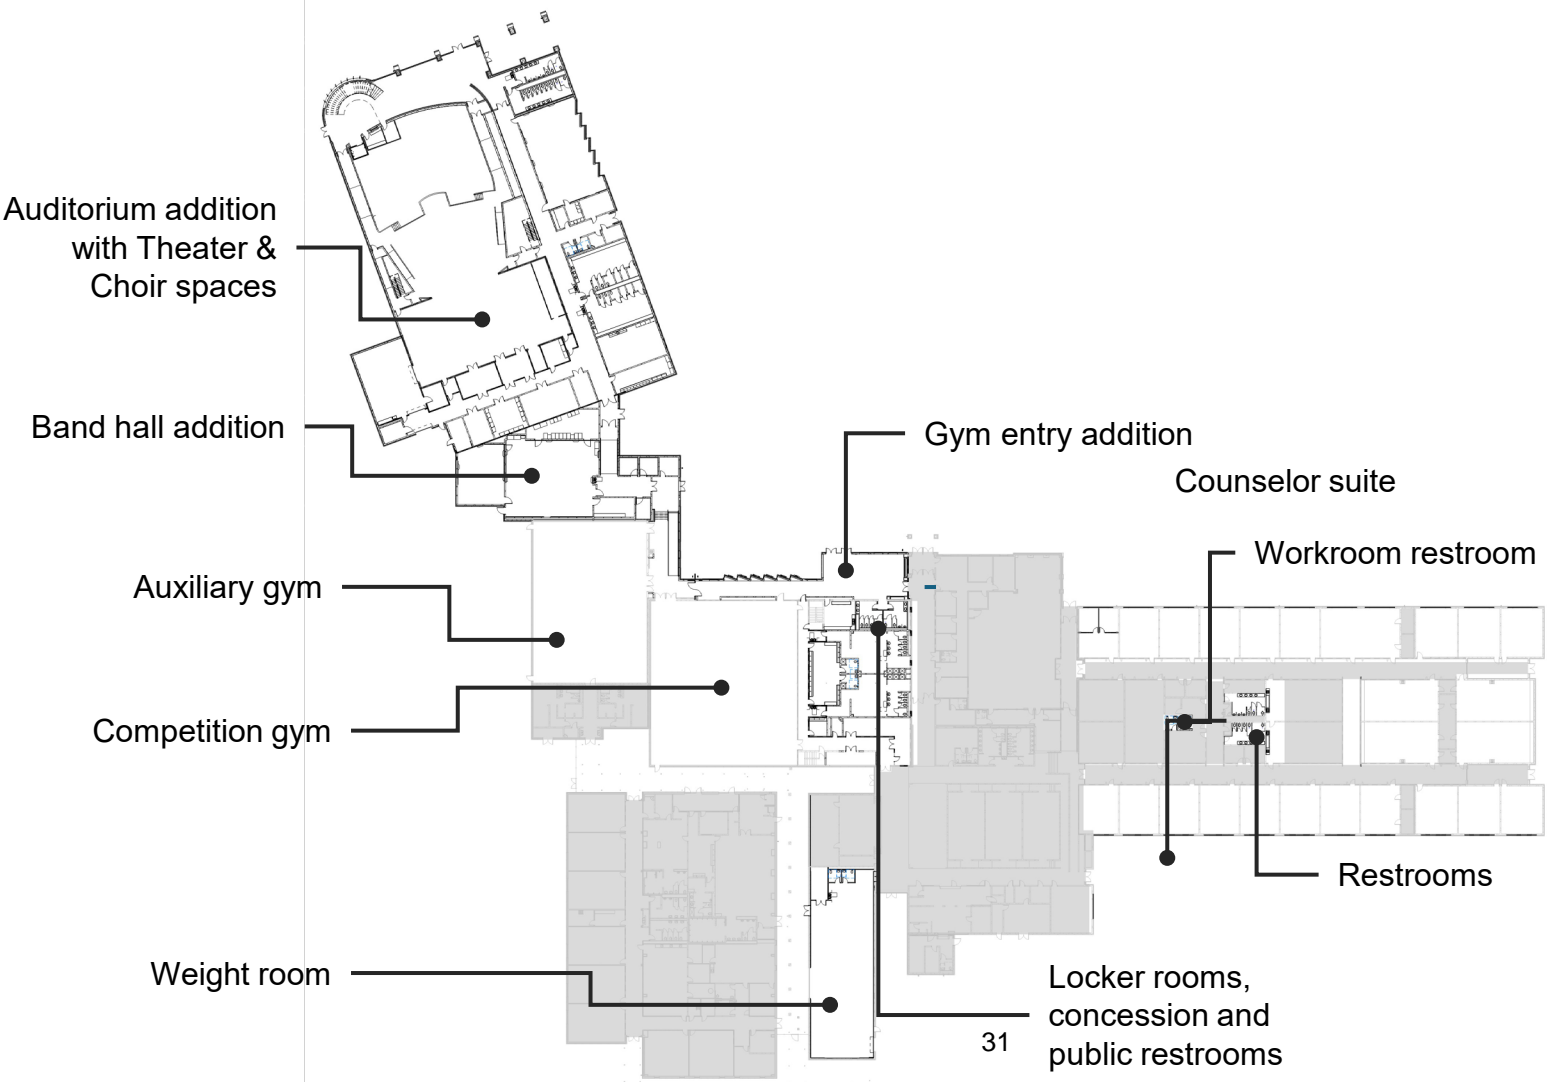 Auditorium addition
with Theater &
Choir spaces
Band hall addition
Gym entry addition
Counselor suite
Workroom restroom
Auxiliary gym
Competition gym
Restrooms
Weight room
Locker rooms,
concession and
public restrooms
31